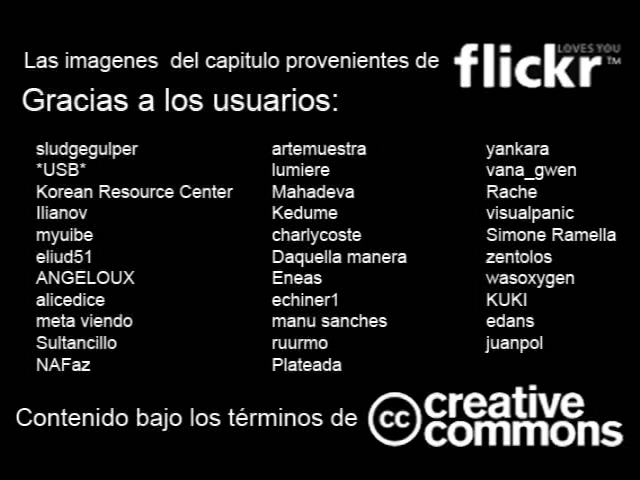 Las imagenes del capitulo provenientes de flickr LOVES YOU ™
Gracias a los usuarios:
sludgegulper
*USB*
Korean Resource Center
Ilianov
myuibe
eliud51
ANGELOUX
alicedice
meta viendo
Sultancillo
NAFaz
artemuestra
lumiere
Mahadeva
Kedume
charlycoste
Daquella manera
Eneas
echiner1
manu sanches
ruurmo
Plateada
yankara
vana_gwen
Rache
visualpanic
Simone Ramella
zentolos
wasoxygen
KUKI
edans
juanpol
Contenido bajo los términos de cc creative commons